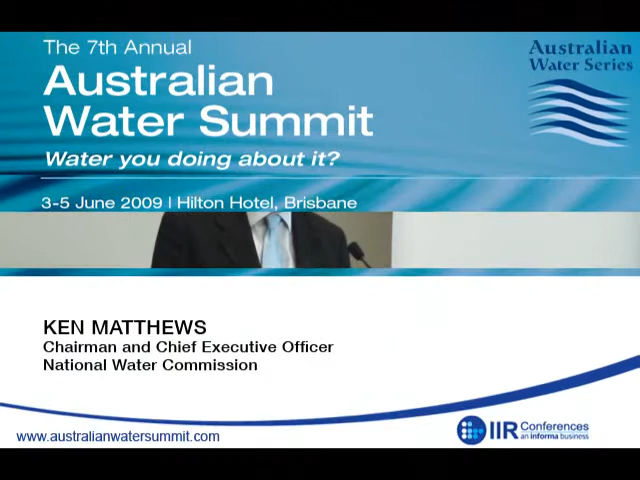 The 7th Annual
Australian
Water Summit
Water you doing about it?
3-5 June 2009 | Hilton Hotel, Brisbane
Australian
Water Series
KEN MATTHEWS
Chairman and Chief Executive Officer
National Water Commission
www.australianwatersummit.com
IIR Conferences
an informa business